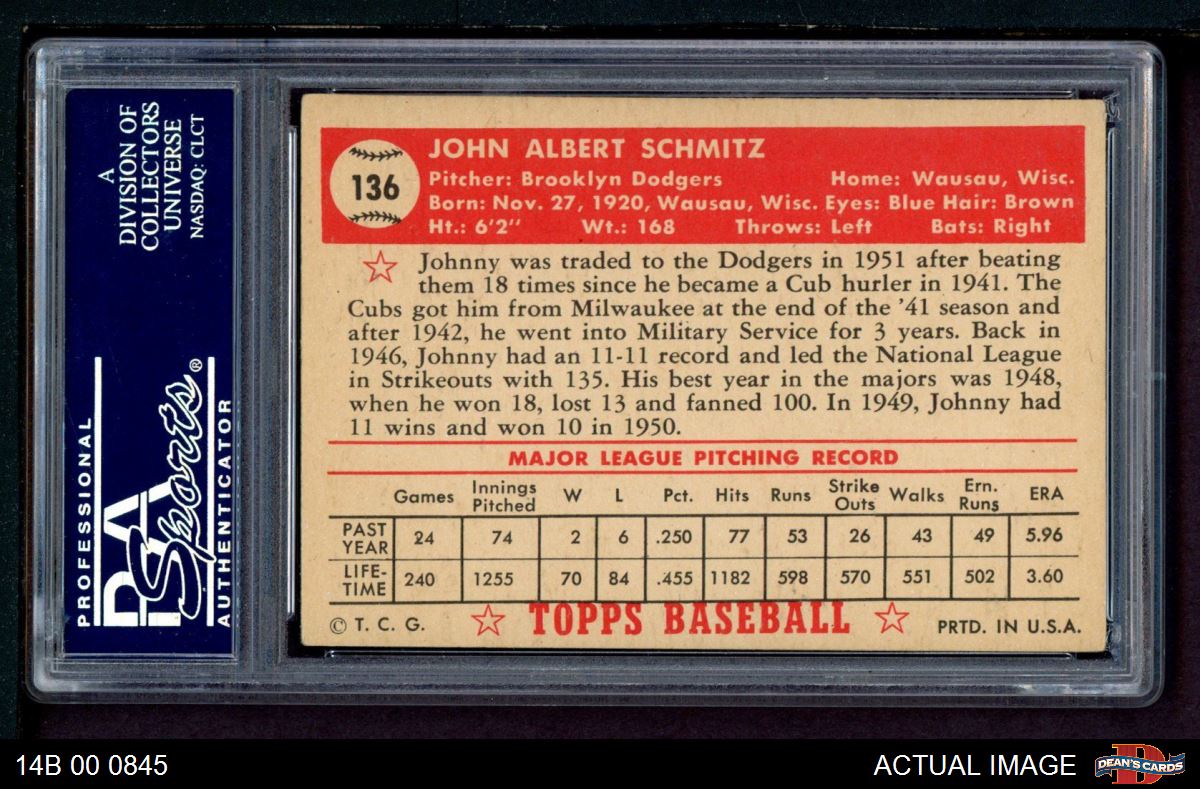 A
DIVISION OF
COLLECTORS
UNIVERSE
NASDAQ: CLCT
PROFESSIONAL
PSA
Sports®
AUTHENTICATOR
136
JOHN ALBERT SCHMITZ
Pitcher: Brooklyn Dodgers Home: Wausau, Wisc.
Born: Nov. 27, 1920, Wausau, Wisc. Eyes: Blue Hair: Brown
Ht.: 6'2" Wt.: 168 Throws: Left Bats: Right
Johnny was traded to the Dodgers in 1951 after beating
them 18 times since he became a Cub hurler in 1941. The
Cubs got him from Milwaukee at the end of the '41 season and
after 1942, he went into Military Service for 3 years. Back in
1946, Johnny had an 11-11 record and led the National League
in Strikeouts with 135. His best year in the majors was 1948,
when he won 18, lost 13 and fanned 100. In 1949, Johnny had
11 wins and won 10 in 1950.
MAJOR LEAGUE PITCHING RECORD
Games Innings Pitched W L Pct. Hits Runs Strike Outs Walks Ern. Runs ERA
PAST YEAR 24 74 2 6 .250 77 53 26 43 49 5.96
LIFE-TIME 240 1255 70 84 .455 1182 598 570 551 502 3.60
© T. C. G. TOPPS BASEBALL PRTD. IN U.S.A.
14B 00 0845 ACTUAL IMAGE DEAN'S CARDS